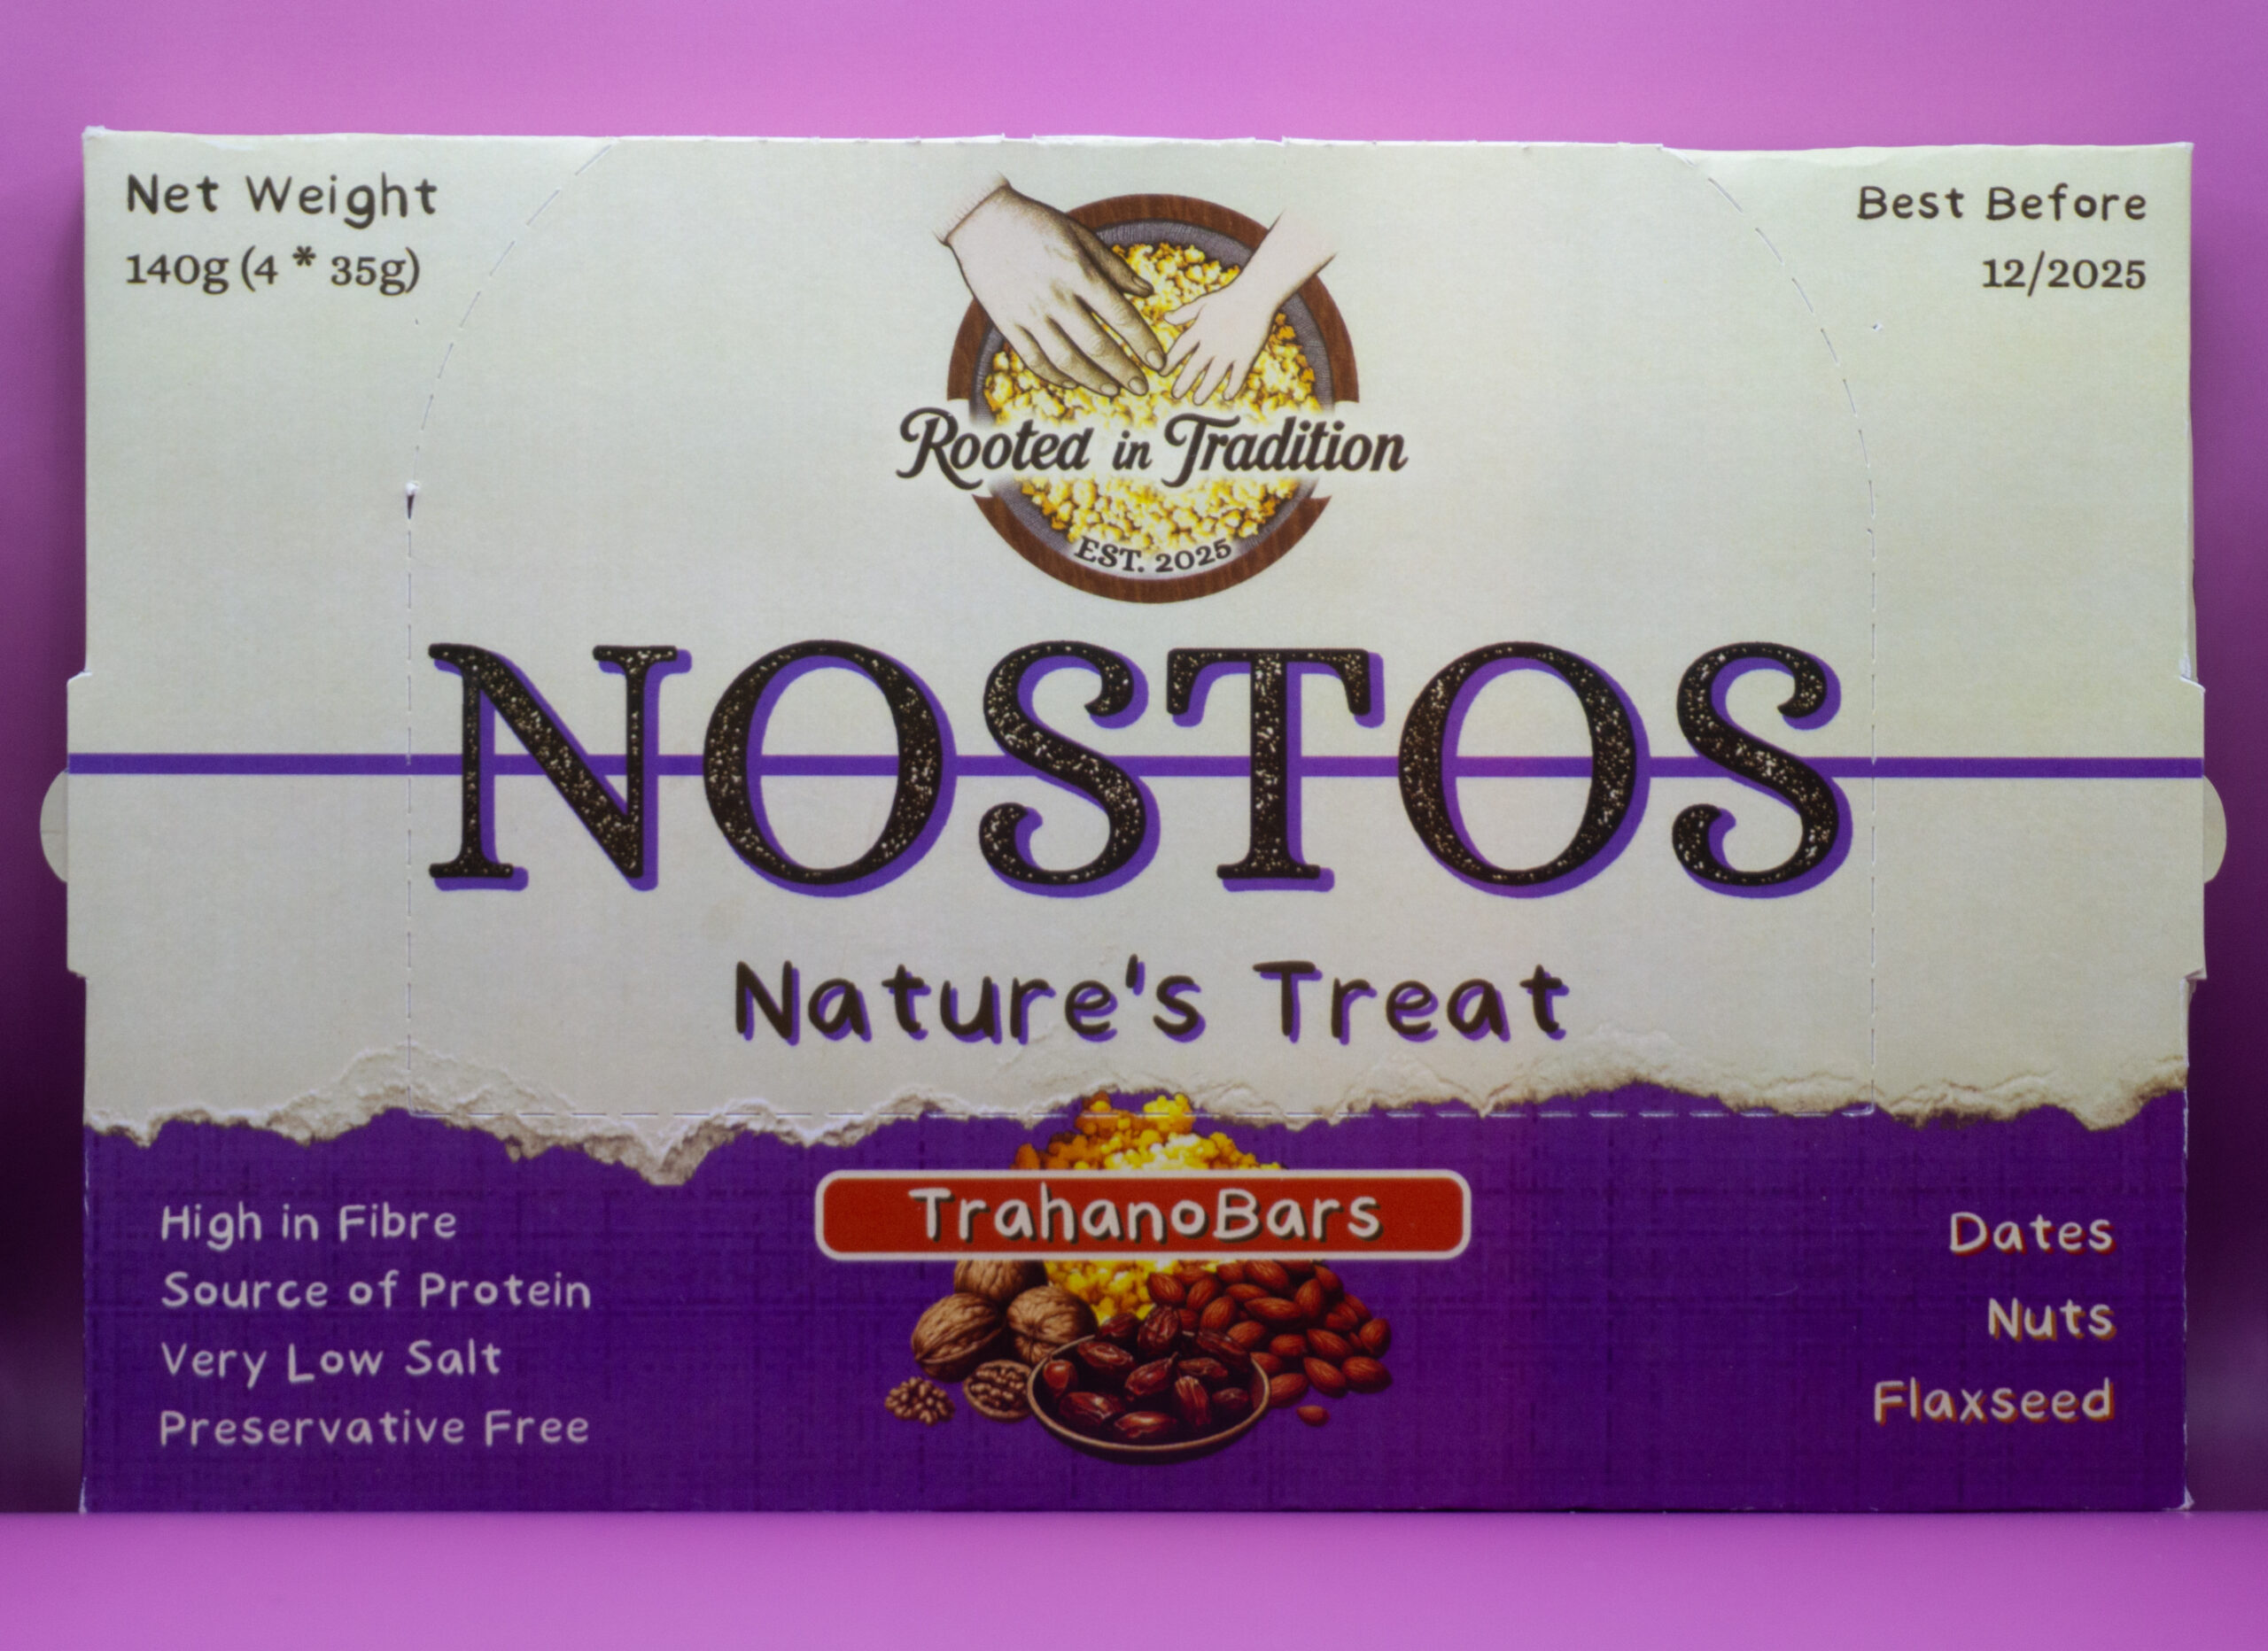 Net Weight
140g (4 * 35g)
Best Before
12/2025
Rooted in Tradition
EST. 2025
NOSTOS
Nature's Treat
TrahanoBars
High in Fibre
Source of Protein
Very Low Salt
Preservative Free
Dates
Nuts
Flaxseed